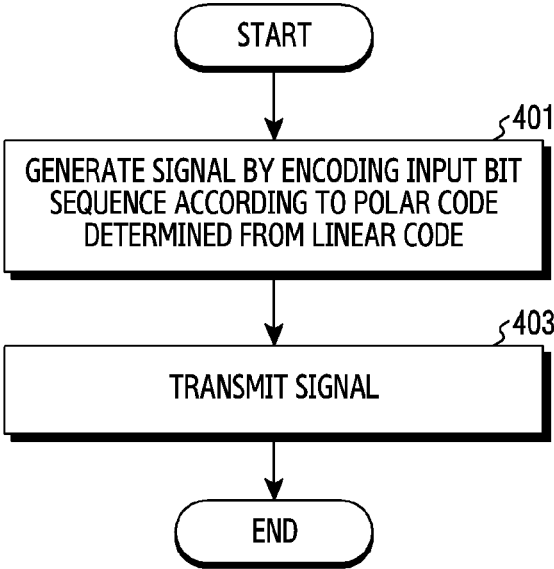 START
401
GENERATE SIGNAL BY ENCODING INPUT BIT
SEQUENCE ACCORDING TO POLAR CODE
DETERMINED FROM LINEAR CODE
403
TRANSMIT SIGNAL
END